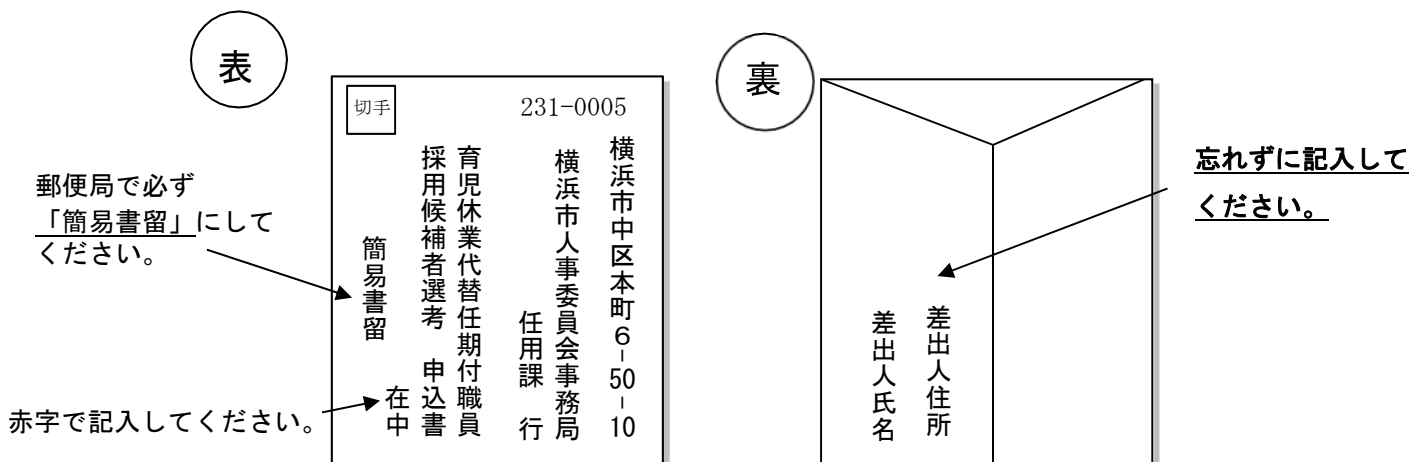 表
切手
231-0005
横浜市中区本町6-50-10
横浜市人事委員会事務局
任用課 行
育児休業代替任期付職員
採用候補者選考 申込書
在中
簡易書留
郵便局で必ず
「簡易書留」にして
ください。
赤字で記入してください。
裏
忘れずに記入して
ください。
差出人住所
差出人氏名